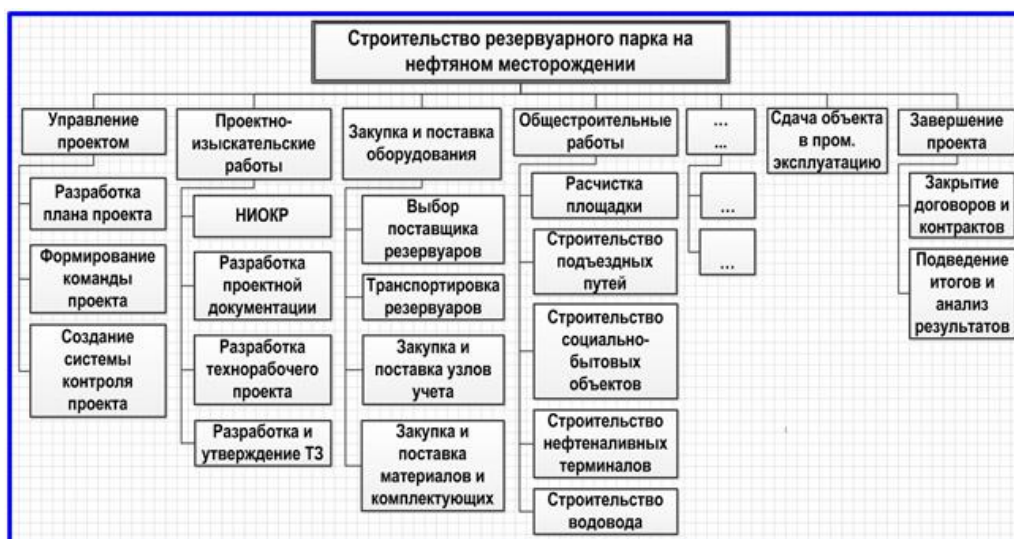 Строительство резервуарного парка на
нефтяном месторождении
Управление
проектом
Разработка
плана проекта
Формирование
команды
проекта
Создание
системы
контроля
проекта
Проектно-
изыскательские
работы
НИОКР
Разработка
проектной
документации
Разработка
технорабочего
проекта
Разработка и
утверждение ТЗ
Закупка и поставка
оборудования
Выбор
поставщика
резервуаров
Транспортировка
резервуаров
Закупка и
поставка узлов
учета
Закупка и
поставка
материалов и
комплектующих
Общестроительные
работы
Расчистка
площадки
Строительство
подъездных
путей
Строительство
социально-
бытовых
объектов
Строительство
нефтеналивных
терминалов
Строительство
водовода
...
...
...
...
Сдача объекта
в пром.
эксплуатацию
Завершение
проекта
Закрытие
договоров и
контрактов
Подведение
итогов и
анализ
результатов